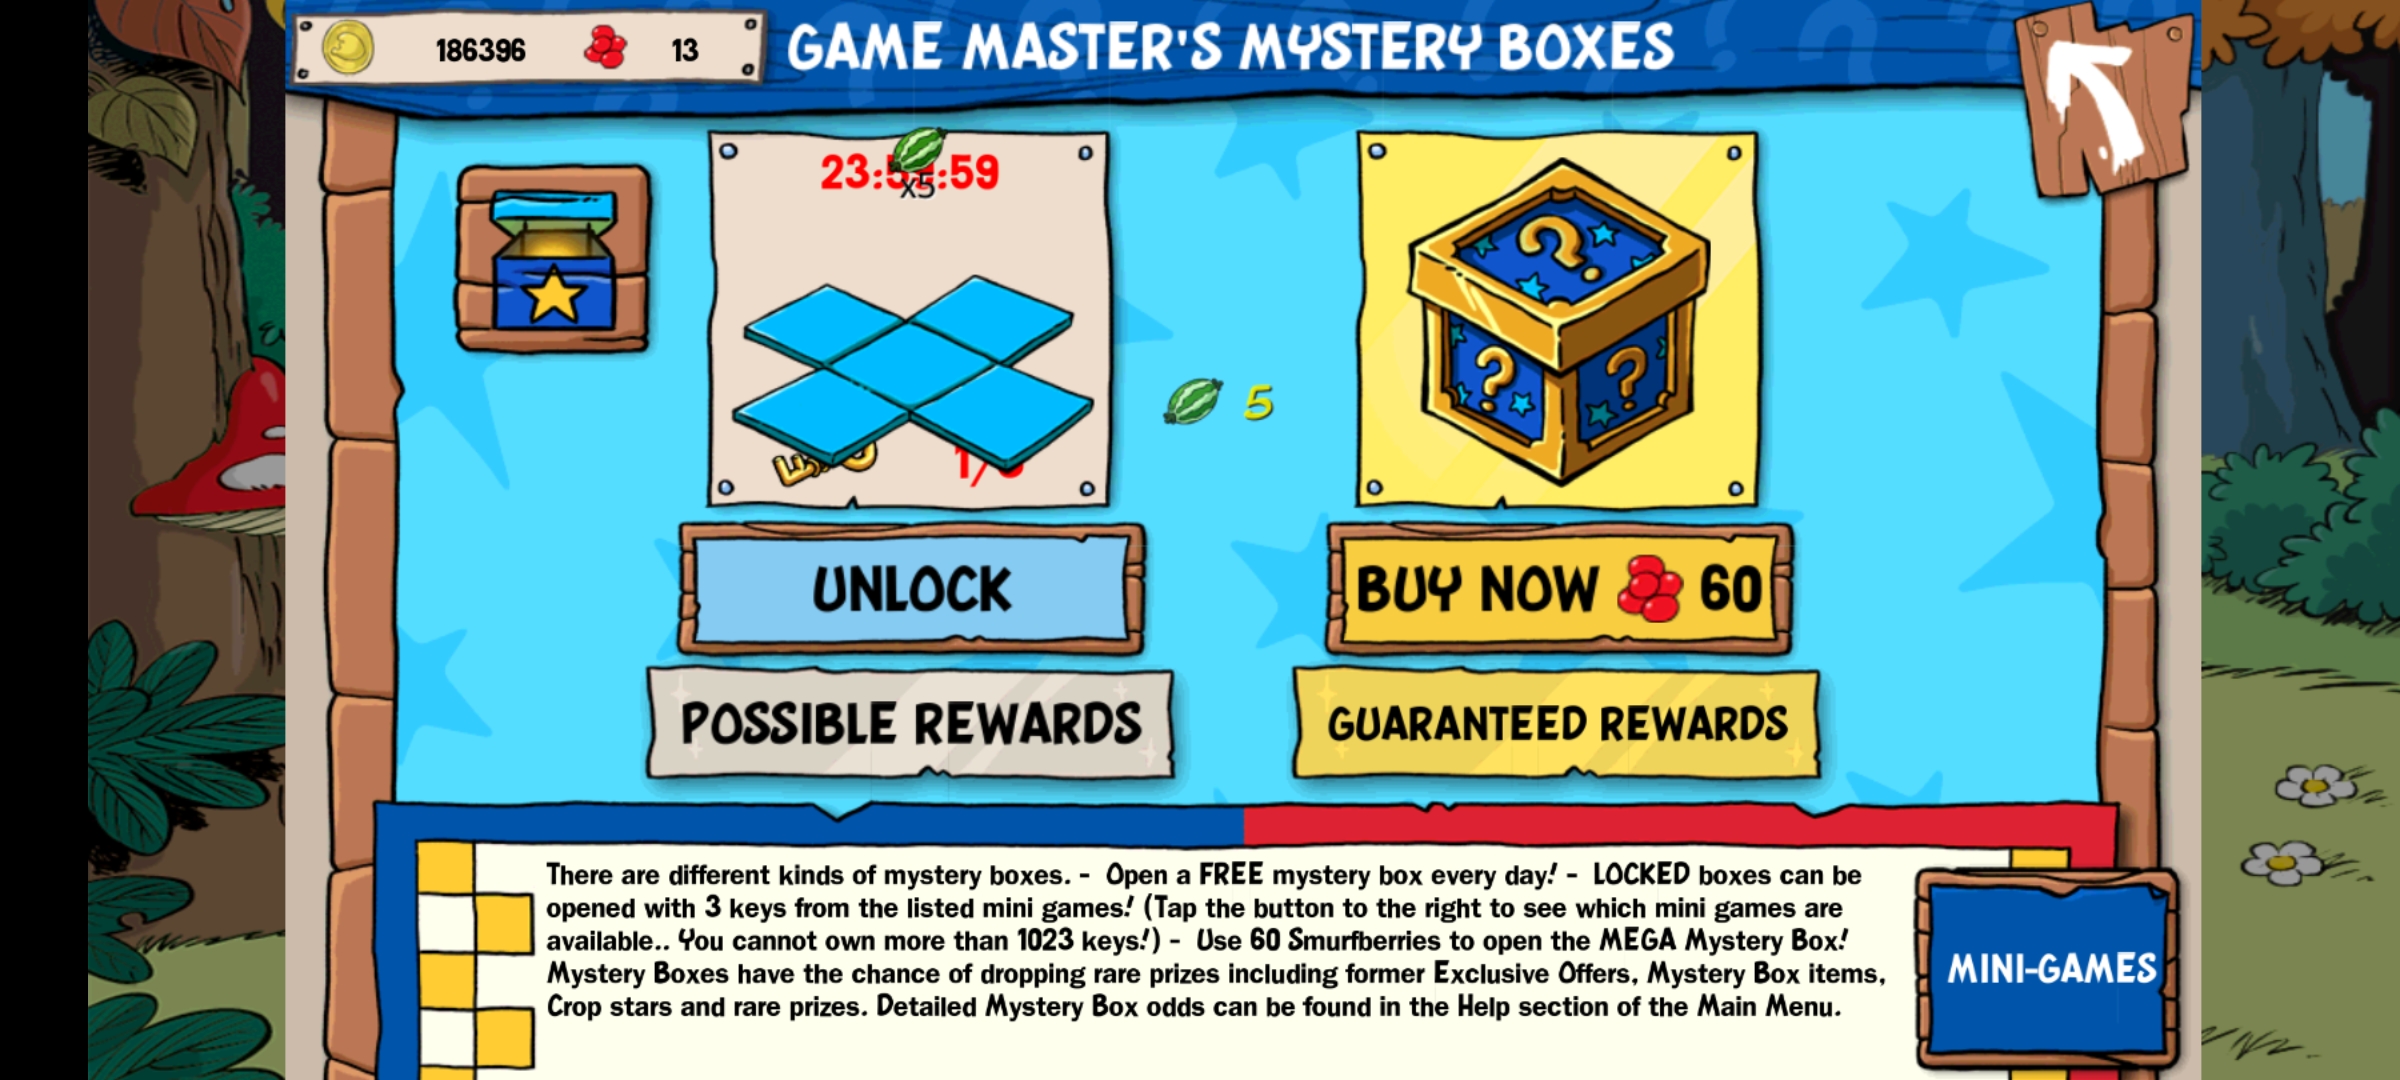 186396
13
GAME MASTER'S MYSTERY BOXES
x5
5
UNLOCK
BUY NOW 60
POSSIBLE REWARDS
GUARANTEED REWARDS
There are different kinds of mystery boxes. - Open a FREE mystery box every day! - LOCKED boxes can be
opened with 3 keys from the listed mini games! (Tap the button to the right to see which mini games are
available.. You cannot own more than 1023 keys!) - Use 60 Smurfberries to open the MEGA Mystery Box!
Mystery Boxes have the chance of dropping rare prizes including former Exclusive Offers, Mystery Box items,
Crop stars and rare prizes. Detailed Mystery Box odds can be found in the Help section of the Main Menu.
MINI-GAMES